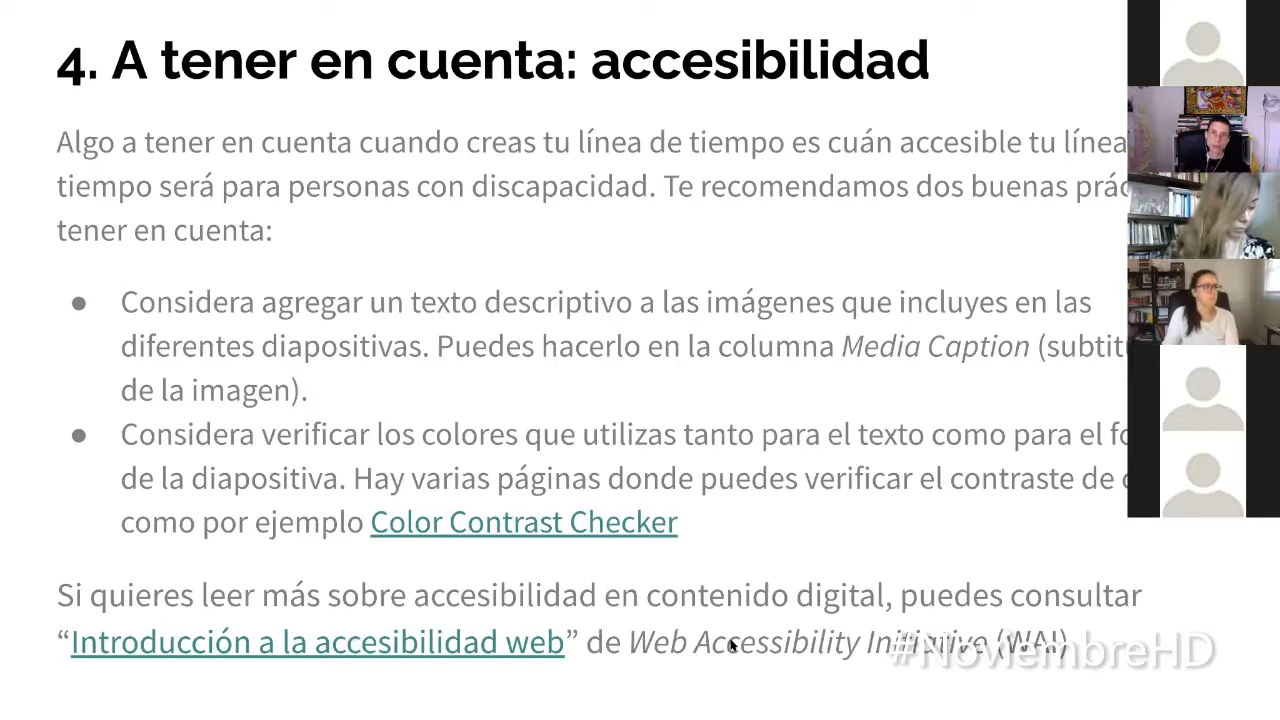 4. A tener en cuenta: accesibilidad
Algo a tener en cuenta cuando creas tu línea de tiempo es cuán accesible tu línea
tiempo será para personas con discapacidad. Te recomendamos dos buenas
tener en cuenta:
● Considera agregar un texto descriptivo a las imágenes que incluyes en las
diferentes diapositivas. Puedes hacerlo en la columna Media Caption
de la imagen).
● Considera verificar los colores que utilizas tanto para el texto como para el
de la diapositiva. Hay varias páginas donde puedes verificar el contraste de
como por ejemplo Color Contrast Checker
Si quieres leer más sobre accesibilidad en contenido digital, puedes consultar
“Introducción a la accesibilidad web” de Web Accessibility Initiative (WAI)
#NoviembreHD